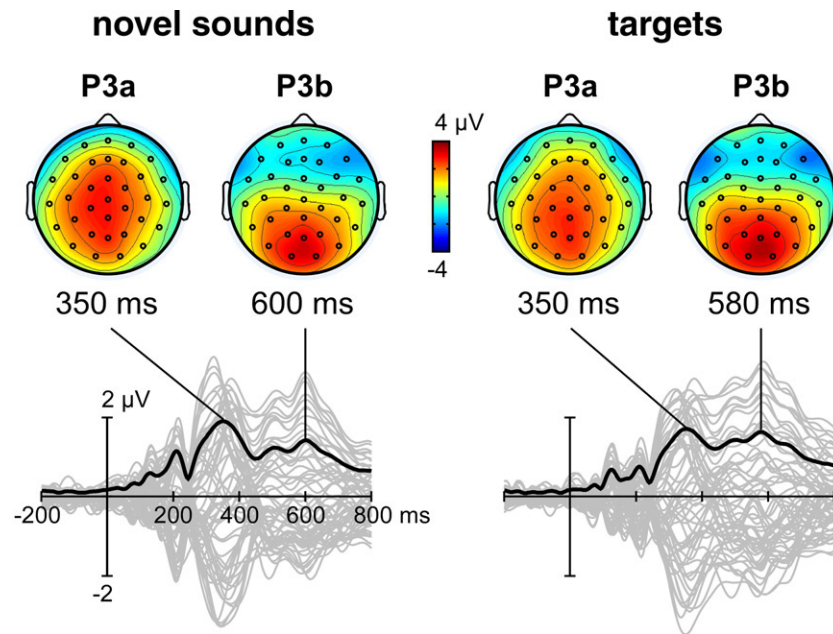 novel sounds
targets
P3a
P3b
P3a
P3b
4 µV
-4
350 ms
600 ms
350 ms
580 ms
2 µV
-200
200
400
600
800 ms
-2